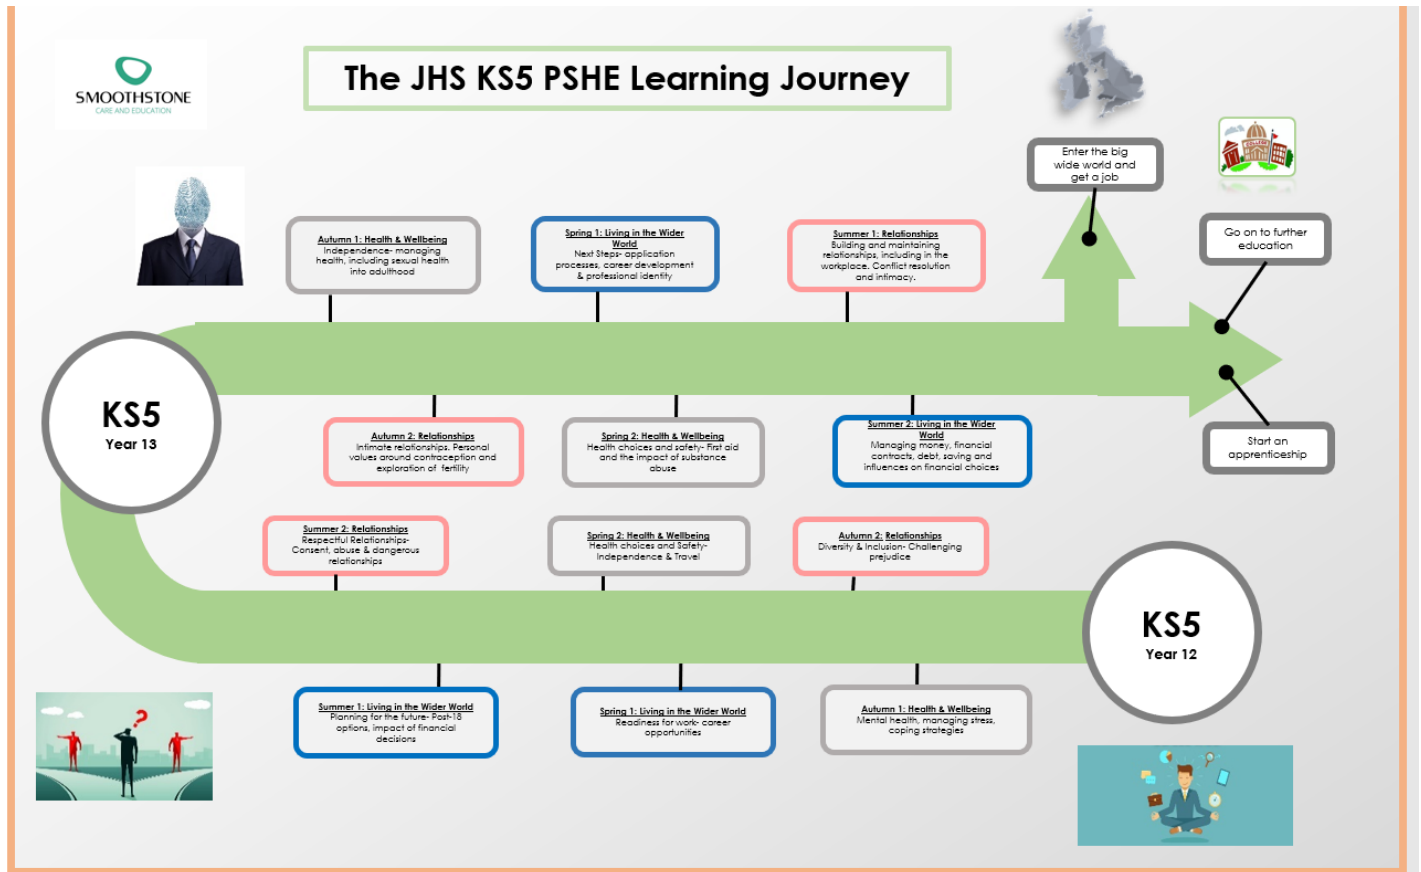 SMOOTHSTONE
CARE AND EDUCATION
The JHS KS5 PSHE Learning Journey
Enter the big
wide world and
get a job
COLLEGE
Go on to further
education
Start an
apprenticeship
Autumn 1: Health & Wellbeing
Independence- managing
health, including sexual health
into adulthood
Spring 1: Living in the Wider
World
Next Steps- application
processes, career development
& professional identity
Summer 1: Relationships
Building and maintaining
relationships, including in the
workplace. Conflict resolution
and intimacy.
KS5
Year 13
Autumn 2: Relationships
Intimate relationships. Personal
values around contraception and
exploration of fertility
Spring 2: Health & Wellbeing
Health choices and safety- First aid
and the impact of substance
abuse
Summer 2: Living in the Wider
World
Managing money, financial
contracts, debt, saving and
influences on financial choices
Summer 2: Relationships
Respectful Relationships-
Consent, abuse & dangerous
relationships
Spring 2: Health & Wellbeing
Health choices and Safety-
Independence & Travel
Autumn 2: Relationships
Diversity & Inclusion- Challenging
prejudice
KS5
Year 12
Summer 1: Living in the Wider World
Planning for the future- Post-18
options, impact of financial
decisions
Spring 1: Living in the Wider World
Readiness for work- career
opportunities
Autumn 1: Health & Wellbeing
Mental health, managing stress,
coping strategies
?